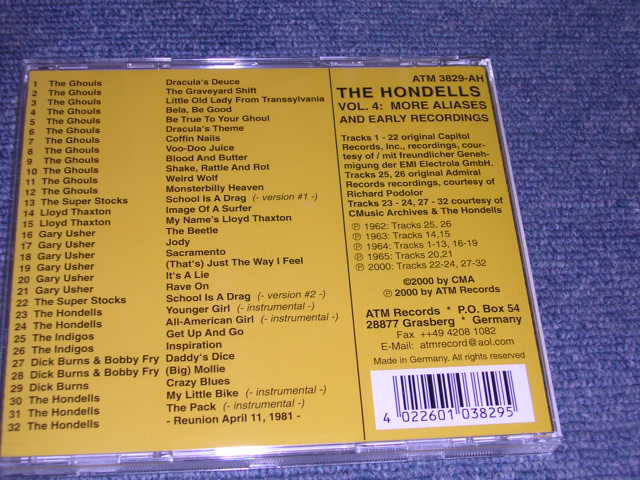 1 The Ghouls Dracula's Deuce
2 The Ghouls The Graveyard Shift
3 The Ghouls Little Old Lady From Transsylvania
4 The Ghouls Bela, Be Good
5 The Ghouls Be True To Your Ghoul
6 The Ghouls Dracula's Theme
7 The Ghouls Coffin Nails
8 The Ghouls Voo-Doo Juice
9 The Ghouls Blood And Butter
10 The Ghouls Shake, Rattle And Rot
11 The Ghouls Weird Wolf
12 The Ghouls Monsterbilly Heaven
13 The Super Stocks School Is A Drag (- version #1 -)
14 Lloyd Thaxton Image Of A Surfer
15 Lloyd Thaxton My Name's Lloyd Thaxton
16 Gary Usher The Beetle
17 Gary Usher Jody
18 Gary Usher Sacramento
19 Gary Usher (That's) Just The Way I Feel
20 Gary Usher It's A Lie
21 Gary Usher Rave On
22 The Super Stocks School Is A Drag (- version #2 -)
23 The Hondells Younger Girl (- instrumental -)
24 The Hondells All-American Girl (- instrumental -)
25 The Indigos Get Up And Go
26 The Indigos Inspiration
27 Dick Burns & Bobby Fry Daddy's Dice
28 Dick Burns & Bobby Fry (Big) Mollie
29 Dick Burns Crazy Blues
30 The Hondells My Little Bike (- instrumental -)
31 The Hondells The Pack (- instrumental -)
32 The Hondells - Reunion April 11, 1981 -
ATM 3829-AH
THE HONDELLS
VOL. 4: MORE ALIASES
AND EARLY RECORDINGS
Tracks 1 - 22 original Capitol
Records, Inc., recordings, cour-
tesy of / mit freundlicher Geneh-
migung der EMI Electrola GmbH.
Tracks 25, 26 original Admiral
Records recordings, courtesy of
Richard Podolor
Tracks 23 - 24, 27 - 32 courtesy of
CMusic Archives & The Hondells
℗ 1962: Tracks 25, 26
℗ 1963: Tracks 14,15
℗ 1964: Tracks 1-13, 16-19
℗ 1965: Tracks 20,21
℗ 2000: Tracks 22-24, 27-32
©2000 by CMA
℗ 2000 by ATM Records
ATM Records * P.O. Box 54
28877 Grasberg * Germany
Fax ++49 4208 1082
E-Mail: atmrecord@aol.com
Made in Germany. All rights reserved
4 022601 038295